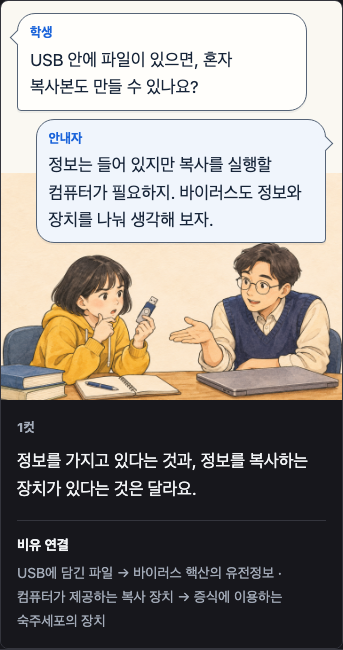 학생
USB 안에 파일이 있으면, 혼자
복사본도 만들 수 있나요?
안내자
정보는 들어 있지만 복사를 실행할
컴퓨터가 필요하지. 바이러스도 정보와
장치를 나눠 생각해 보자.
1컷
정보를 가지고 있다는 것과, 정보를 복사하는
장치가 있다는 것은 달라요.
비유 연결
USB에 담긴 파일 → 바이러스 핵산의 유전정보 ·
컴퓨터가 제공하는 복사 장치 → 증식에 이용하는
숙주세포의 장치